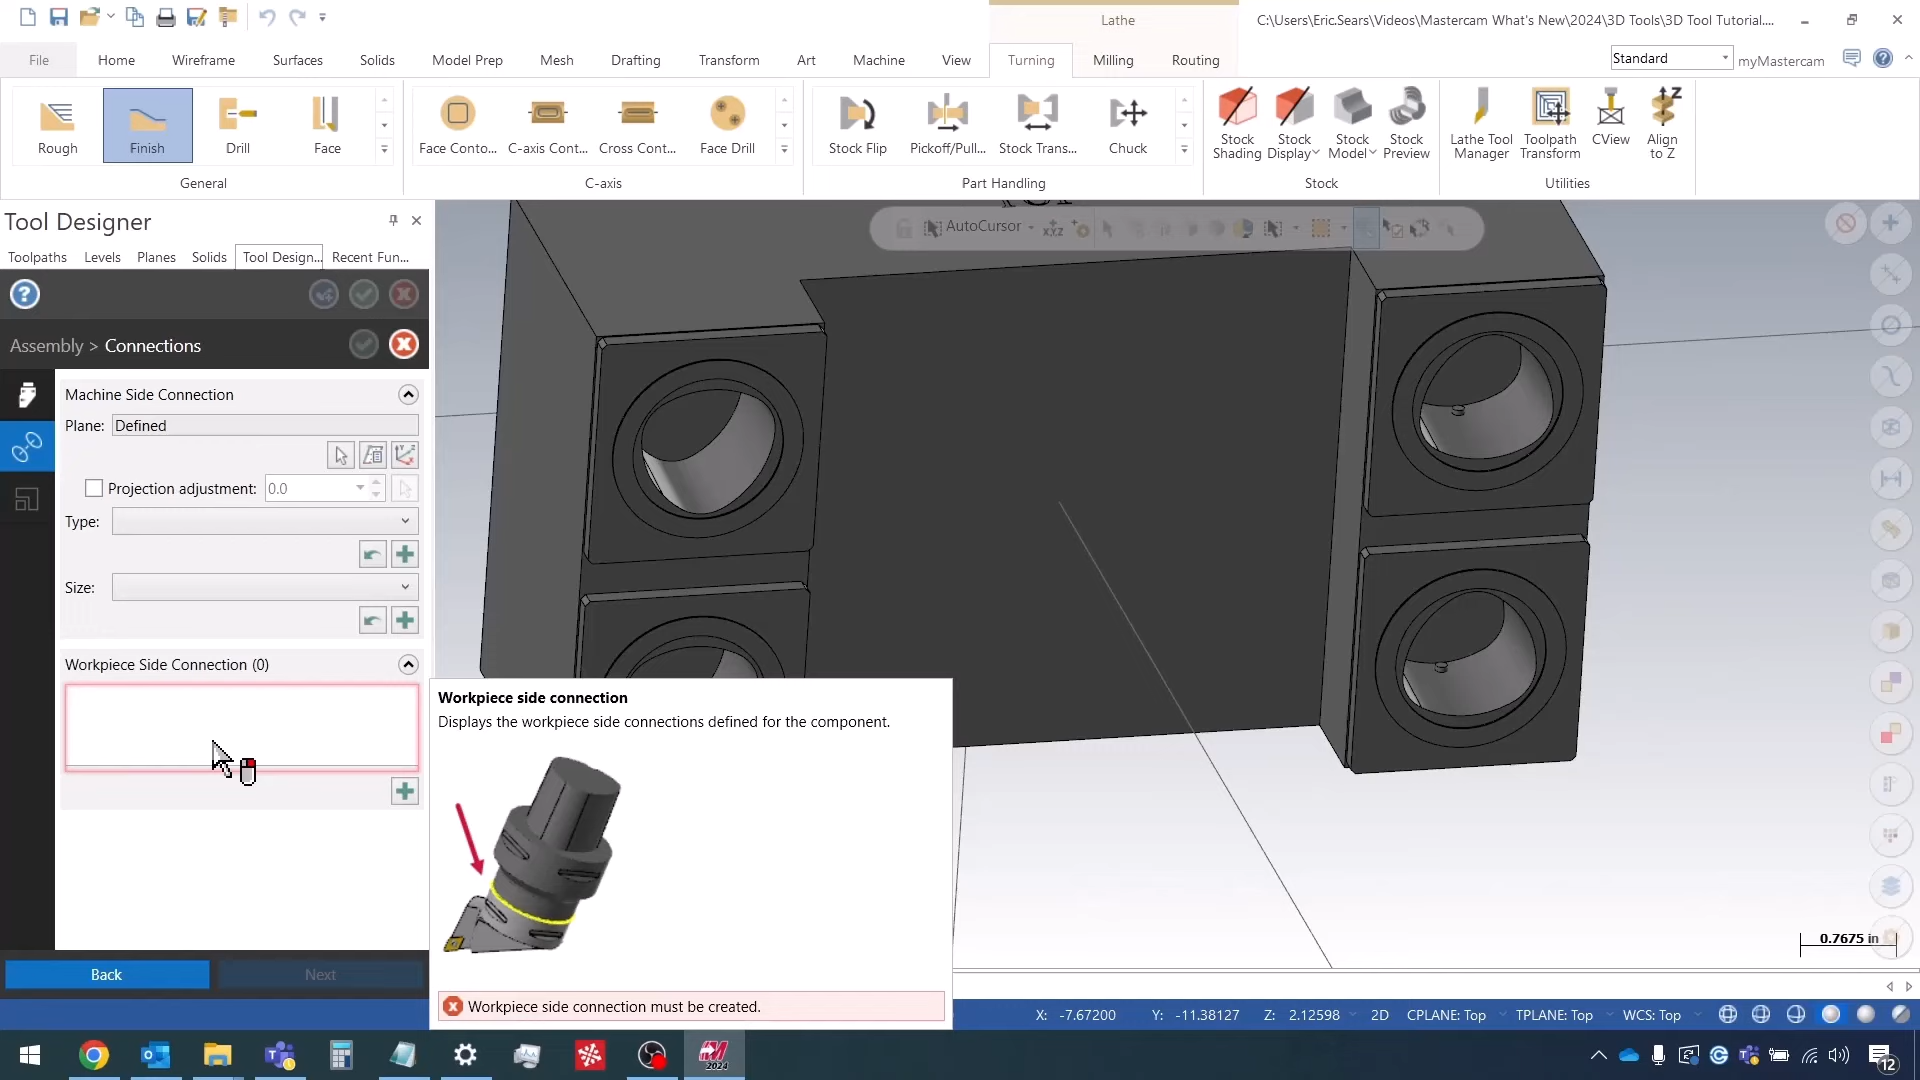 Lathe
C:\Users\Eric.Sears\Videos\Mastercam What's New\2024\3D Tools\3D Tool Tutorial....
File
Home
Wireframe
Surfaces
Solids
Model Prep
Mesh
Drafting
Transform
Art
Machine
View
Turning
Milling
Routing
Standard
myMastercam
Rough
Finish
Drill
Face
General
Face Conto...
C-axis Cont...
Cross Cont...
Face Drill
C-axis
Stock Flip
Pickoff/Pull...
Stock Trans...
Chuck
Part Handling
Stock
Shading
Stock
Display
Stock
Model
Stock
Preview
Stock
Lathe Tool
Manager
Toolpath
Transform
CView
Align
to Z
Utilities
Tool Designer
Toolpaths
Levels
Planes
Solids
Tool Design...
Recent Fun...
AutoCursor
Assembly > Connections
Machine Side Connection
Plane:
Defined
Projection adjustment:
0.0
Type:
Size:
Workpiece Side Connection (0)
Workpiece side connection
Displays the workpiece side connections defined for the component.
Workpiece side connection must be created.
Back
Next
0.7675 in
X: -7.67200
Y: -11.38127
Z: 2.12598
2D
CPLANE: Top
TPLANE: Top
WCS: Top
2024
12